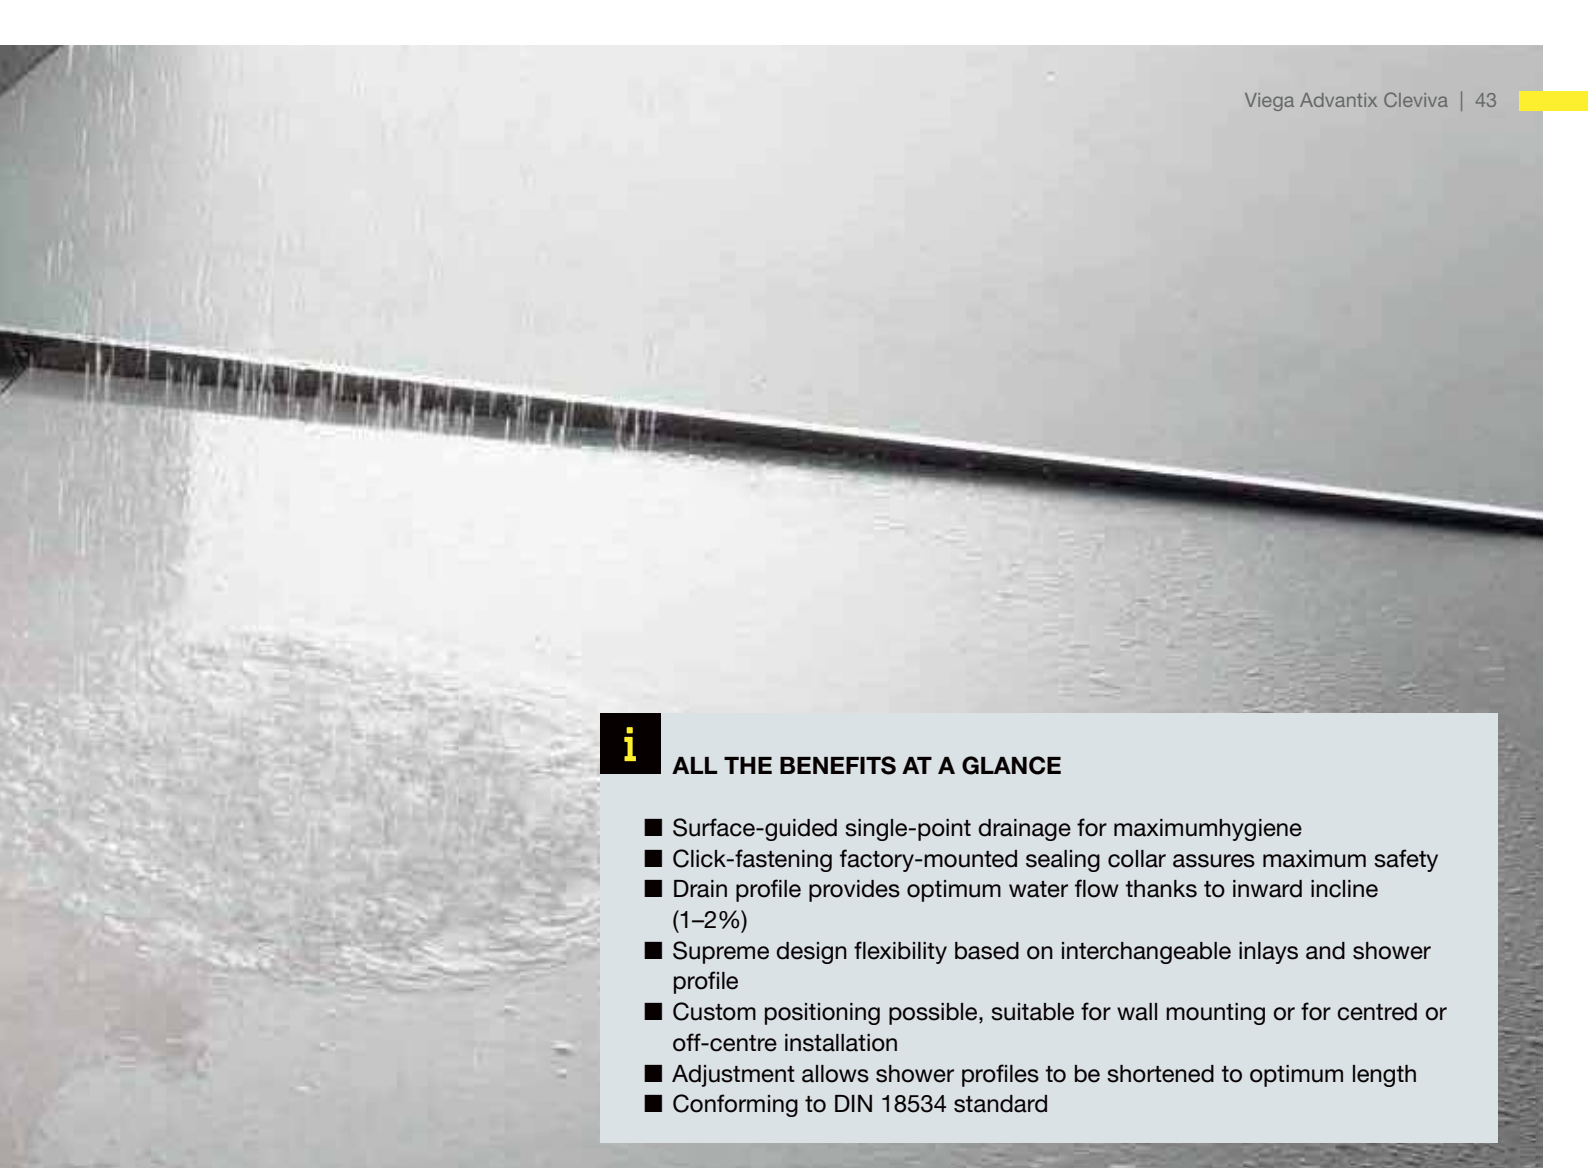 Viega Advantix Cleviva | 43
i
ALL THE BENEFITS AT A GLANCE
■ Surface-guided single-point drainage for maximumhygiene
■ Click-fastening factory-mounted sealing collar assures maximum safety
■ Drain profile provides optimum water flow thanks to inward incline
(1–2%)
■ Supreme design flexibility based on interchangeable inlays and shower
profile
■ Custom positioning possible, suitable for wall mounting or for centred or
off-centre installation
■ Adjustment allows shower profiles to be shortened to optimum length
■ Conforming to DIN 18534 standard